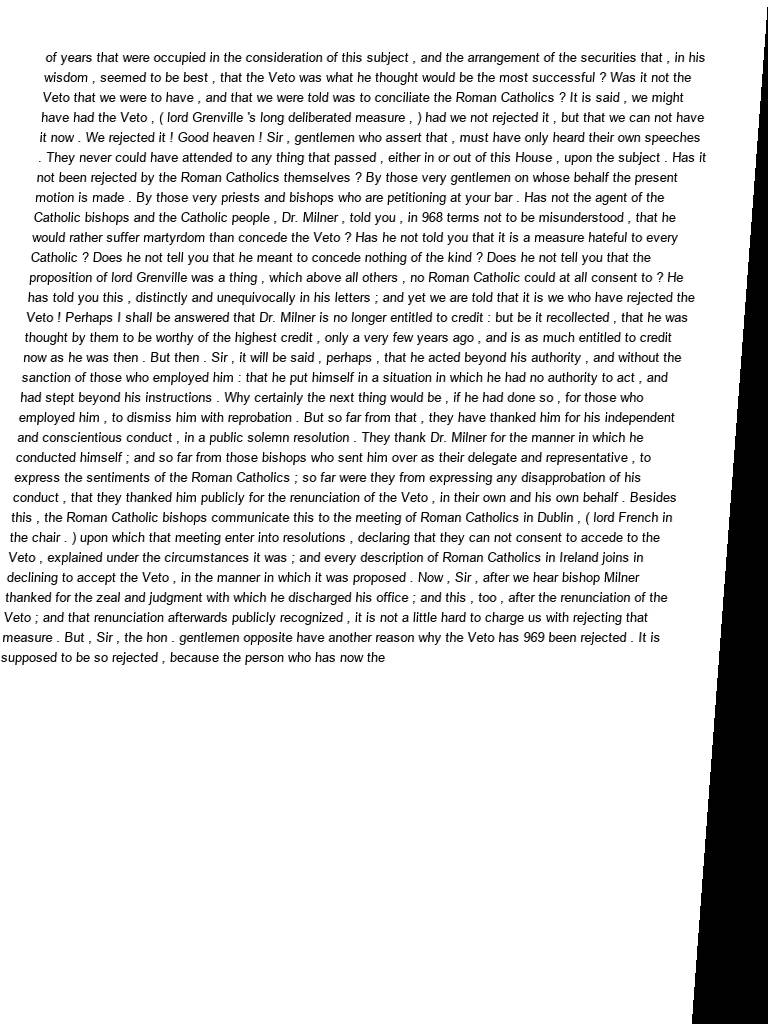 of years that were occupied in the consideration of this subject , and the arrangement of the securities that , in his
wisdom , seemed to be best , that the Veto was what he thought would be the most successful ? Was it not the
Veto that we were to have , and that we were told was to conciliate the Roman Catholics ? It is said , we might
have had the Veto , ( lord Grenville 's long deliberated measure , ) had we not rejected it , but that we can not have
it now . We rejected it ! Good heaven ! Sir , gentlemen who assert that , must have only heard their own speeches
. They never could have attended to any thing that passed , either in or out of this House , upon the subject . Has it
not been rejected by the Roman Catholics themselves ? By those very gentlemen on whose behalf the present
motion is made . By those very priests and bishops who are petitioning at your bar . Has not the agent of the
Catholic bishops and the Catholic people , Dr. Milner , told you , in 968 terms not to be misunderstood , that he
would rather suffer martyrdom than concede the Veto ? Has he not told you that it is a measure hateful to every
Catholic ? Does he not tell you that he meant to concede nothing of the kind ? Does he not tell you that the
proposition of lord Grenville was a thing , which above all others , no Roman Catholic could at all consent to ? He
has told you this , distinctly and unequivocally in his letters ; and yet we are told that it is we who have rejected the
Veto ! Perhaps I shall be answered that Dr. Milner is no longer entitled to credit : but be it recollected , that he was
thought by them to be worthy of the highest credit , only a very few years ago , and is as much entitled to credit
now as he was then . But then . Sir , it will be said , perhaps , that he acted beyond his authority , and without the
sanction of those who employed him : that he put himself in a situation in which he had no authority to act , and
had stept beyond his instructions . Why certainly the next thing would be , if he had done so , for those who
employed him , to dismiss him with reprobation . But so far from that , they have thanked him for his independent
and conscientious conduct , in a public solemn resolution . They thank Dr. Milner for the manner in which he
conducted himself ; and so far from those bishops who sent him over as their delegate and representative , to
express the sentiments of the Roman Catholics ; so far were they from expressing any disapprobation of his
conduct , that they thanked him publicly for the renunciation of the Veto , in their own and his own behalf . Besides
this , the Roman Catholic bishops communicate this to the meeting of Roman Catholics in Dublin , ( lord French in
the chair . ) upon which that meeting enter into resolutions , declaring that they can not consent to accede to the
Veto , explained under the circumstances it was ; and every description of Roman Catholics in Ireland joins in
declining to accept the Veto , in the manner in which it was proposed . Now , Sir , after we hear bishop Milner
thanked for the zeal and judgment with which he discharged his office ; and this , too , after the renunciation of the
Veto ; and that renunciation afterwards publicly recognized , it is not a little hard to charge us with rejecting that
measure . But , Sir , the hon . gentlemen opposite have another reason why the Veto has 969 been rejected . It is
supposed to be so rejected , because the person who has now the